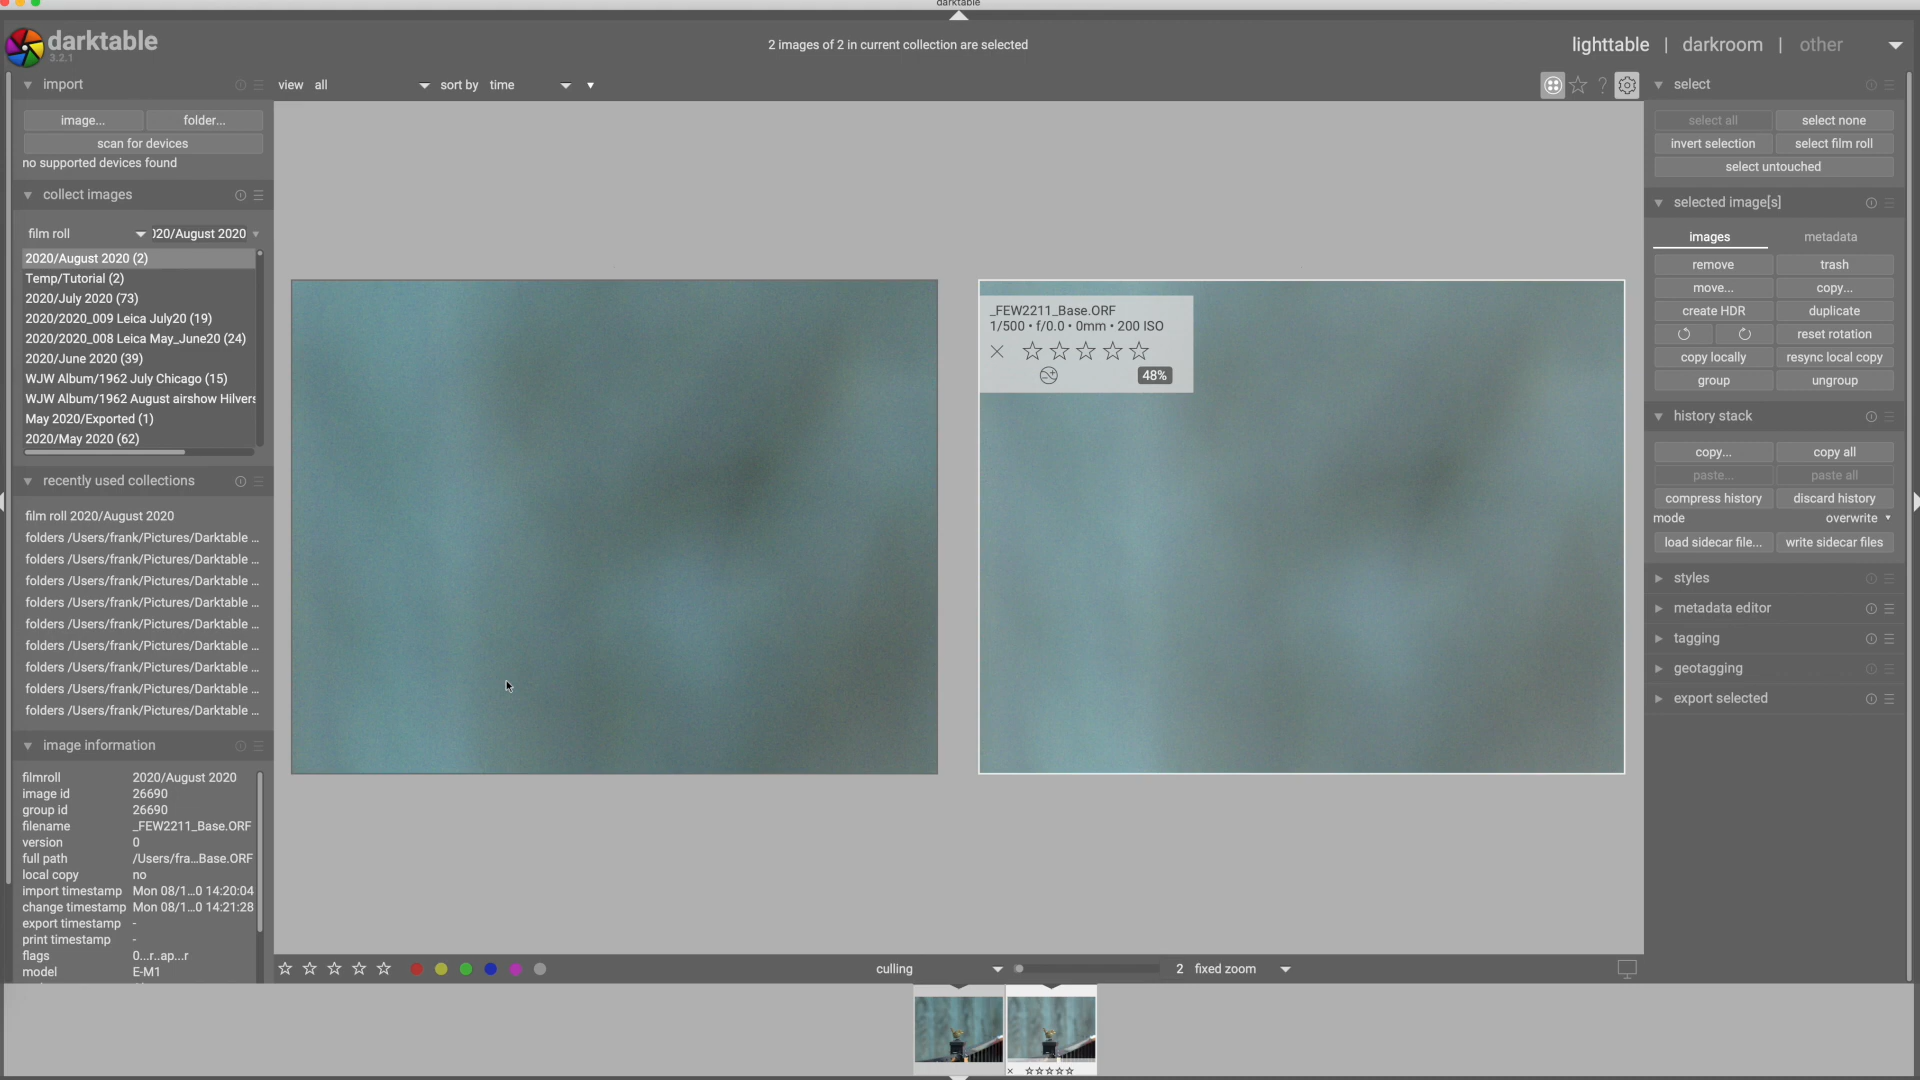 darktable
darktable
3.2.1
2 images of 2 in current collection are selected
lighttable | darkroom | other
import
image...
folder...
scan for devices
no supported devices found
collect images
film roll
)20/August 2020
2020/August 2020 (2)
Temp/Tutorial (2)
2020/July 2020 (73)
2020/2020_009 Leica July20 (19)
2020/2020_008 Leica May_June20 (24)
2020/June 2020 (39)
WJW Album/1962 July Chicago (15)
WJW Album/1962 August airshow Hilvers
May 2020/Exported (1)
2020/May 2020 (62)
recently used collections
film roll 2020/August 2020
folders /Users/frank/Pictures/Darktable ...
folders /Users/frank/Pictures/Darktable ...
folders /Users/frank/Pictures/Darktable ...
folders /Users/frank/Pictures/Darktable ...
folders /Users/frank/Pictures/Darktable ...
folders /Users/frank/Pictures/Darktable ...
folders /Users/frank/Pictures/Darktable ...
folders /Users/frank/Pictures/Darktable ...
folders /Users/frank/Pictures/Darktable ...
image information
filmroll 2020/August 2020
image id 26690
group id 26690
filename _FEW2211_Base.ORF
version 0
full path /Users/fra...Base.ORF
local copy no
import timestamp Mon 08/1...0 14:20:04
change timestamp Mon 08/1...0 14:21:28
export timestamp -
print timestamp -
flags 0...r..ap...r
model E-M1
view all
sort by time
?
_FEW2211_Base.ORF
1/500 • f/0.0 • 0mm • 200 ISO
48%
culling
2 fixed zoom
select
select all
select none
invert selection
select film roll
select untouched
selected image[s]
images
metadata
remove
trash
move...
copy...
create HDR
duplicate
reset rotation
copy locally
resync local copy
group
ungroup
history stack
copy...
copy all
paste...
paste all
compress history
discard history
mode overwrite
load sidecar file...
write sidecar files
styles
metadata editor
tagging
geotagging
export selected